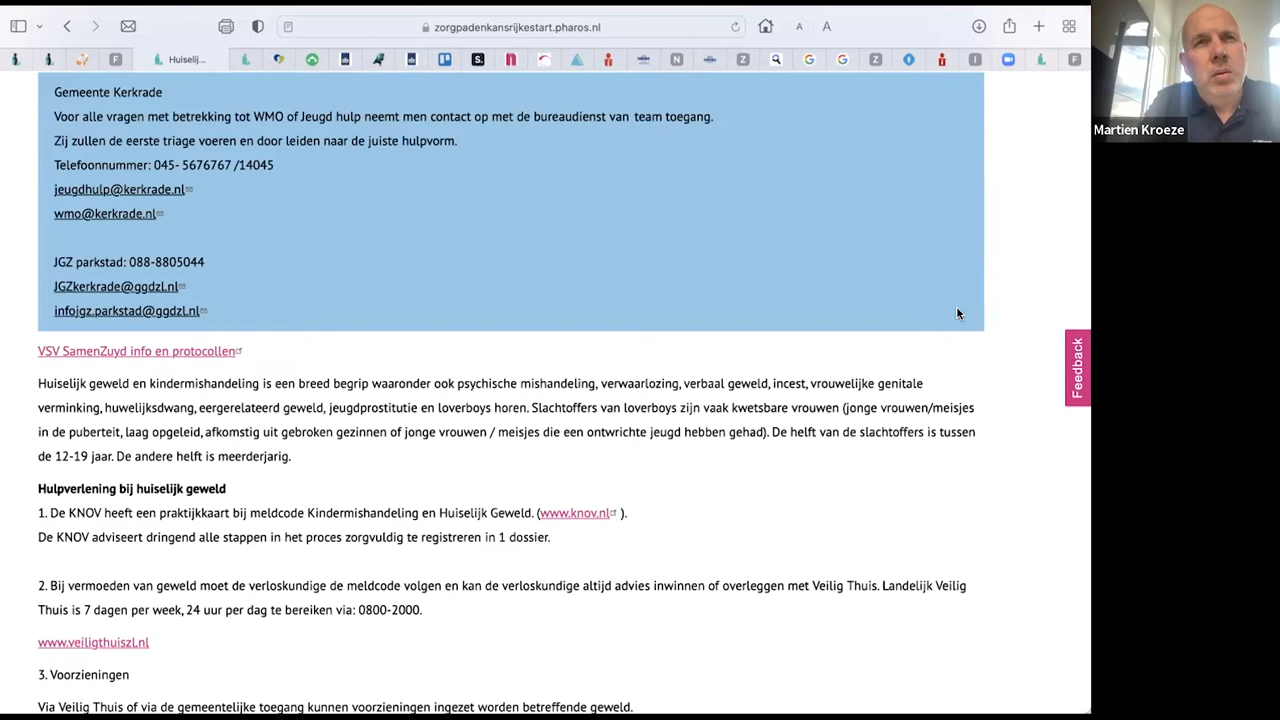 zorgpadenkansrijkestart.pharos.nl
A
A
F
Huiselij...
S.
N
Z
Z
I
F
Martien Kroeze
Gemeente Kerkrade
Voor alle vragen met betrekking tot WMO of Jeugd hulp neemt men contact op met de bureaudienst van team toegang.
Zij zullen de eerste triage voeren en door leiden naar de juiste hulpvorm.
Telefoonnummer: 045- 5676767 /14045
jeugdhulp@kerkrade.nl
wmo@kerkrade.nl
JGZ parkstad: 088-8805044
JGZkerkrade@ggdzl.nl
infojgz.parkstad@ggdzl.nl
VSV SamenZuyd info en protocollen
Feedback
Huiselijk geweld en kindermishandeling is een breed begrip waaronder ook psychische mishandeling, verwaarlozing, verbaal geweld, incest, vrouwelijke genitale
verminking, huwelijksdwang, eergerelateerd geweld, jeugdprostitutie en loverboys horen. Slachtoffers van loverboys zijn vaak kwetsbare vrouwen (jonge vrouwen/meisjes
in de puberteit, laag opgeleid, afkomstig uit gebroken gezinnen of jonge vrouwen / meisjes die een ontwrichte jeugd hebben gehad). De helft van de slachtoffers is tussen
de 12-19 jaar. De andere helft is meerderjarig.
Hulpverlening bij huiselijk geweld
1. De KNOV heeft een praktijkkaart bij meldcode Kindermishandeling en Huiselijk Geweld. (www.knov.nl ).
De KNOV adviseert dringend alle stappen in het proces zorgvuldig te registreren in 1 dossier.
2. Bij vermoeden van geweld moet de verloskundige de meldcode volgen en kan de verloskundige altijd advies inwinnen of overleggen met Veilig Thuis. Landelijk Veilig
Thuis is 7 dagen per week, 24 uur per dag te bereiken via: 0800-2000.
www.veiligthuiszl.nl
3. Voorzieningen
Via Veilig Thuis of via de gemeentelijke toegang kunnen voorzieningen ingezet worden betreffende geweld.